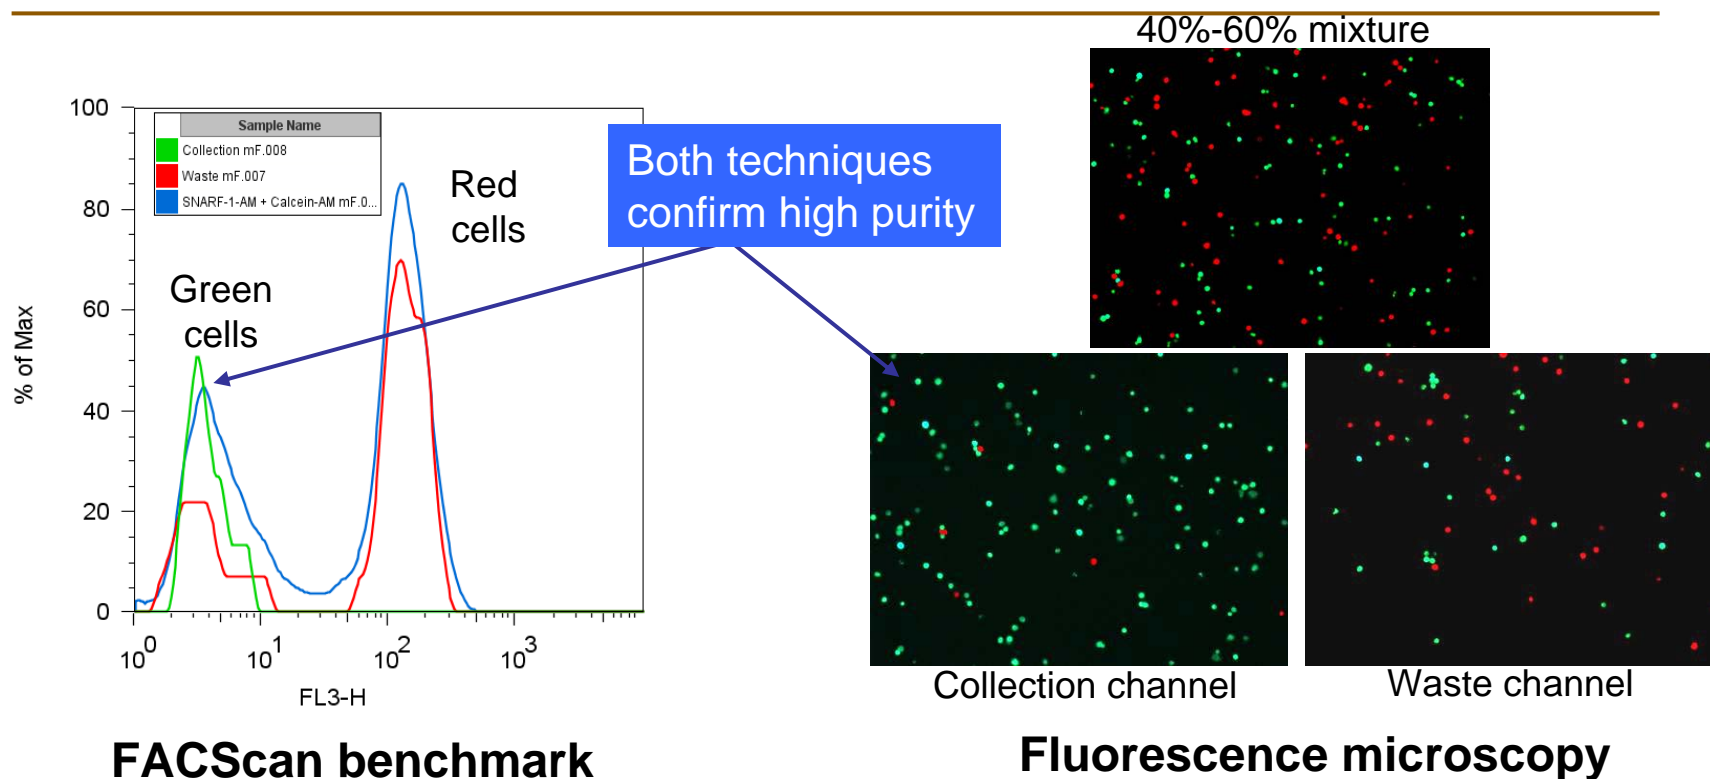 40%-60% mixture
100
80
60
40
20
0
% of Max
Sample Name
Collection mF.008
Waste mF.007
SNARF-1-AM + Calcein-AM mF.0...
Green
cells
Red
cells
10^0
10^1
10^2
10^3
FL3-H
Both techniques
confirm high purity
Collection channel
Waste channel
FACScan benchmark
Fluorescence microscopy